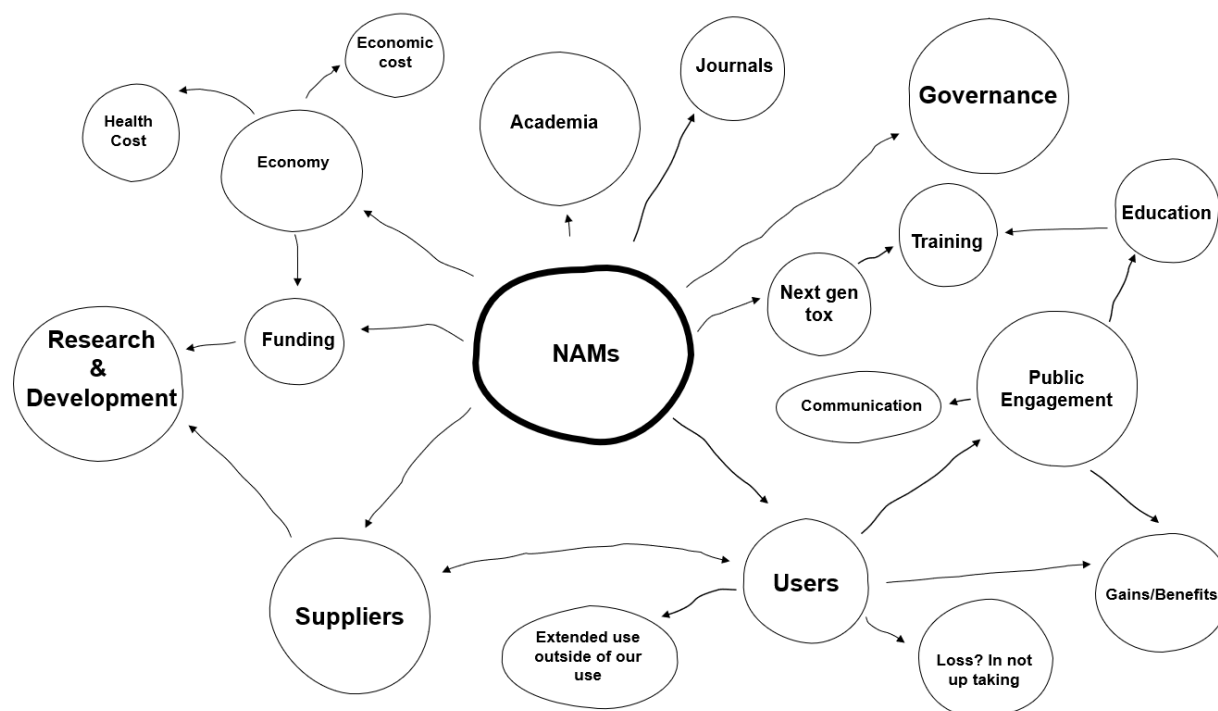 Economic
cost
Journals
Governance
Health
Cost
Academia
Economy
Education
Training
Next gen
tox
Research
&
Development
Funding
NAMs
Public
Engagement
Communication
Users
Suppliers
Gains/Benefits
Extended use
outside of our
use
Loss? In not
up taking